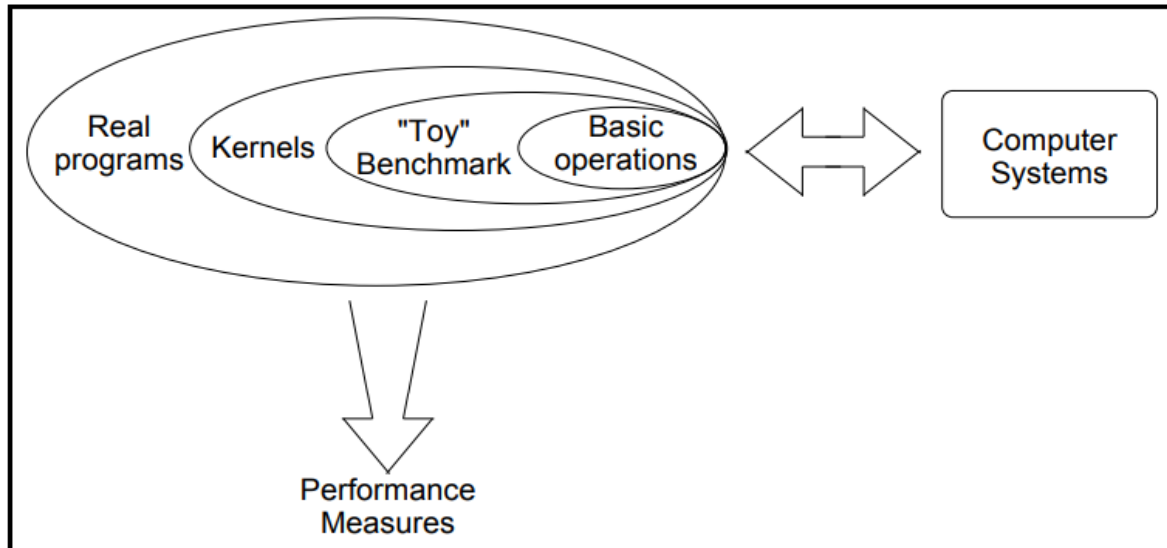 Real
programs
Kernels
"Toy"
Benchmark
Basic
operations
Computer
Systems
Performance
Measures